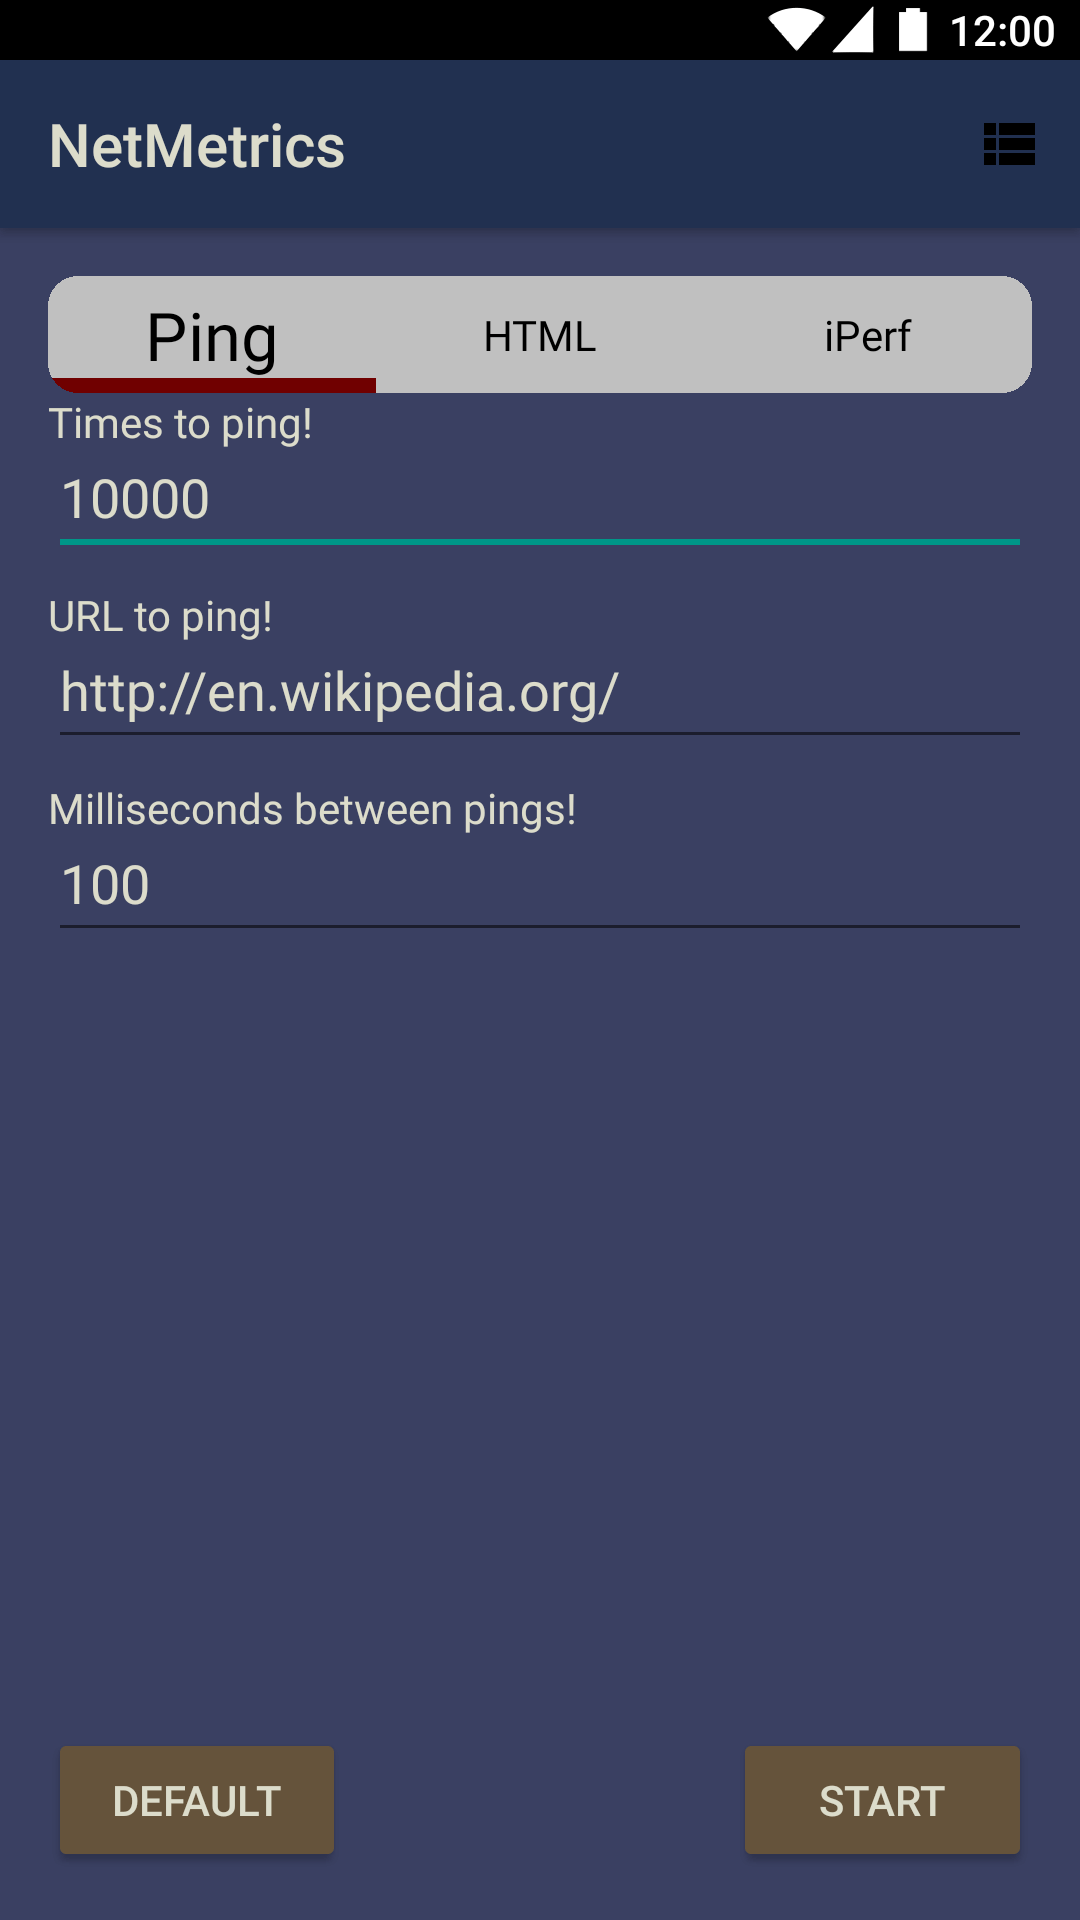 12:00
NetMetrics
Ping HTML iPerf
Times to ping!
10000
URL to ping!
http://en.wikipedia.org/
Milliseconds between pings!
100
DEFAULT START